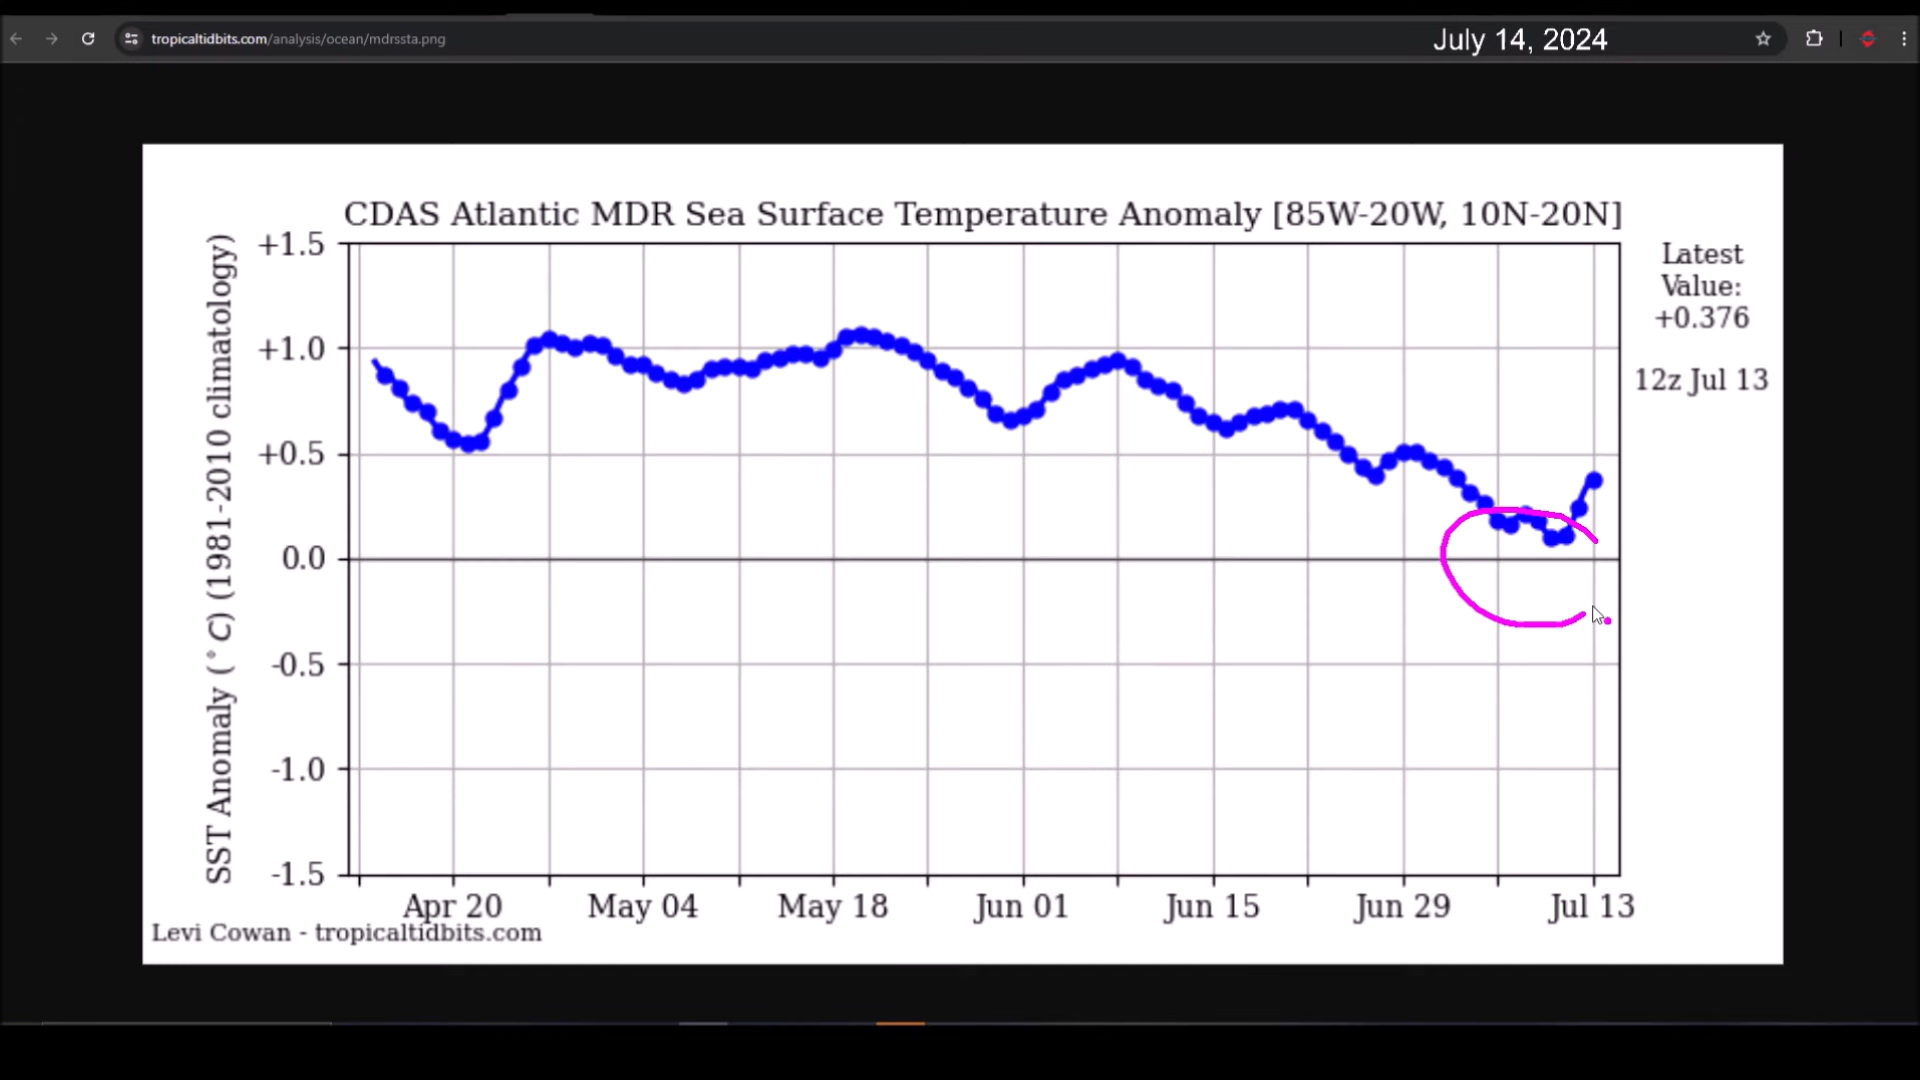 tropicaltidbits.com/analysis/ocean/mdrssta.png
July 14, 2024
CDAS Atlantic MDR Sea Surface Temperature Anomaly [85W-20W, 10N-20N]
SST Anomaly (°C) (1981-2010 climatology)
+1.5
+1.0
+0.5
0.0
-0.5
-1.0
-1.5
Latest
Value:
+0.376
12z Jul 13
Apr 20
May 04
May 18
Jun 01
Jun 15
Jun 29
Jul 13
Levi Cowan - tropicaltidbits.com